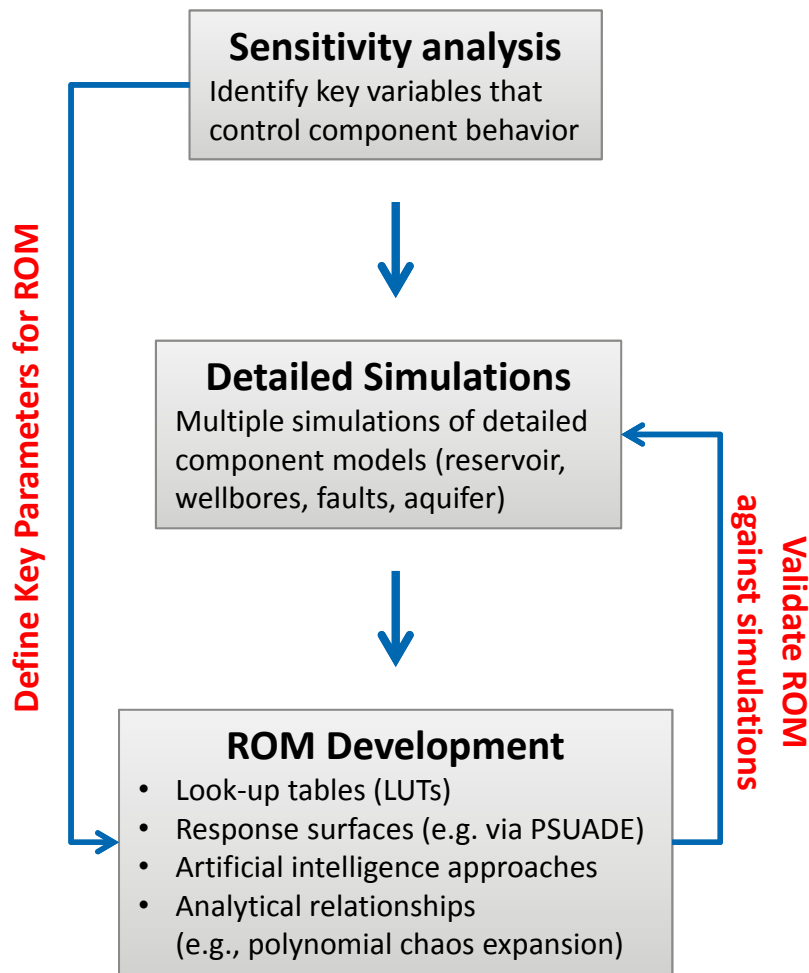 Sensitivity analysis
Identify key variables that
control component behavior
Define Key Parameters for ROM
Detailed Simulations
Multiple simulations of detailed
component models (reservoir,
wellbores, faults, aquifer)
Validate ROM
against simulations
ROM Development
• Look-up tables (LUTs)
• Response surfaces (e.g. via PSUADE)
• Artificial intelligence approaches
• Analytical relationships
(e.g., polynomial chaos expansion)